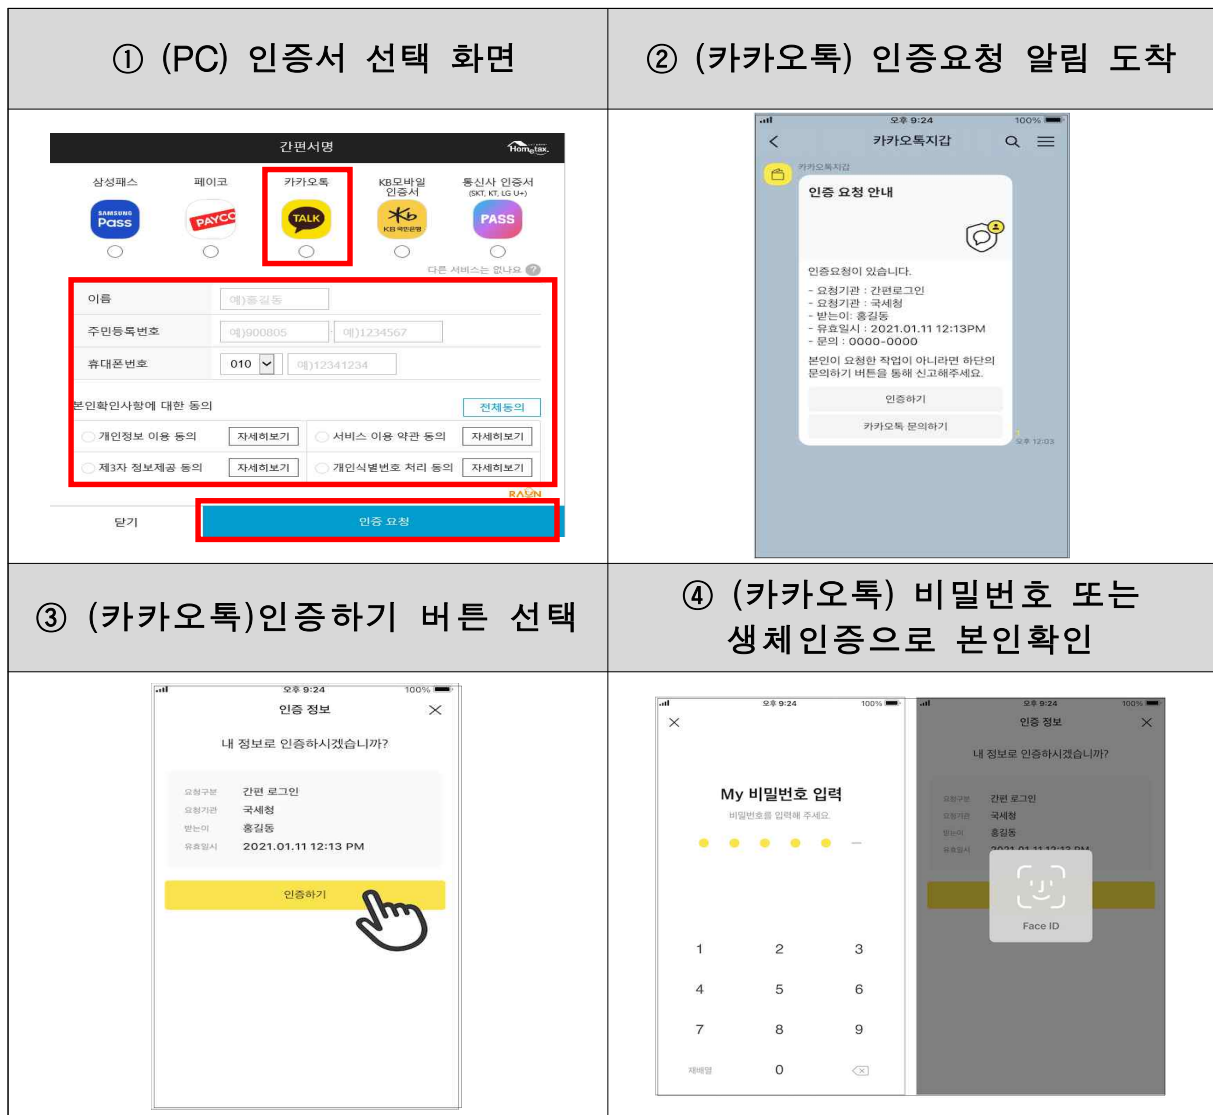 ① (PC) 인증서 선택 화면
② (카카오톡) 인증요청 알림 도착
간편서명
Hometax.
삼성패스
페이코
카카오톡
KB모바일
인증서
통신사 인증서
(SKT, KT, LG U+)
SAMSUNG
Pass
PAYCO
TALK
KB 국민은행
PASS
다른 서비스는 없나요 ?
이름
예)홍길동
주민등록번호
예)900805 - 예)1234567
휴대폰번호
010 예)12341234
본인확인사항에 대한 동의
전체동의
개인정보 이용 동의 자세히보기
서비스 이용 약관 동의 자세히보기
제3자 정보제공 동의 자세히보기
개인식별번호 처리 동의 자세히보기
RAON
닫기
인증 요청
오후 9:24
100%
카카오톡지갑
카카오톡지갑
인증 요청 안내
인증요청이 있습니다.
- 요청기관 : 간편로그인
- 요청기관 : 국세청
- 받는이: 홍길동
- 유효일시 : 2021.01.11 12:13PM
- 문의 : 0000-0000
본인이 요청한 작업이 아니라면 하단의
문의하기 버튼을 통해 신고해주세요.
인증하기
카카오톡 문의하기
오후 12:03
③ (카카오톡)인증하기 버튼 선택
④ (카카오톡) 비밀번호 또는
생체인증으로 본인확인
오후 9:24
100%
인증 정보
내 정보로 인증하시겠습니까?
요청구분 간편 로그인
요청기관 국세청
받는이 홍길동
유효일시 2021.01.11 12:13 PM
인증하기
오후 9:24
100%
My 비밀번호 입력
비밀번호를 입력해 주세요.
1 2 3
4 5 6
7 8 9
재배열 0
오후 9:24
100%
인증 정보
내 정보로 인증하시겠습니까?
요청구분 간편 로그인
요청기관 국세청
받는이 홍길동
유효일시 2021.01.11 12:13 PM
Face ID